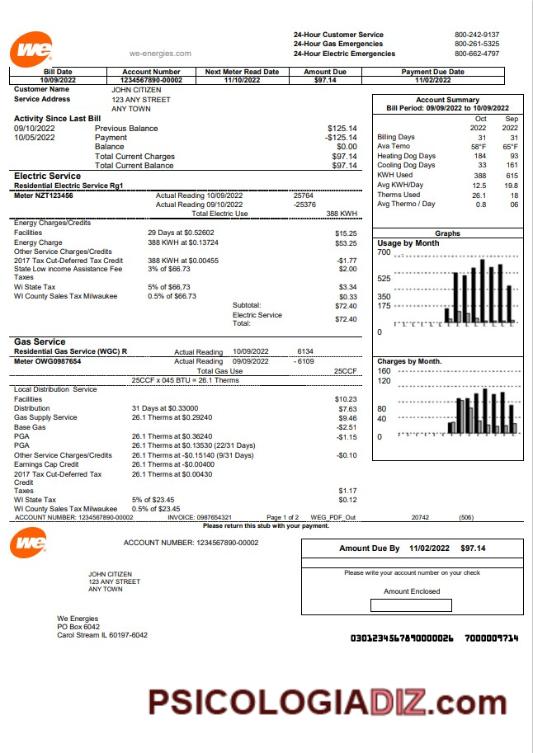 24-Hour Customer Service 800-242-9137
24-Hour Gas Emergencies 800-261-5325
we-energies.com 24-Hour Electric Emergencies 800-662-4797
we
Bill Date Account Number Next Meter Read Date Amount Due Payment Due Date
10/09/2022 1234567890-00002 11/10/2022 $97.14 11/02/2022
Customer Name JOHN CITIZEN
Service Address 123 ANY STREET
ANY TOWN
Activity Since Last Bill
09/10/2022 Previous Balance $125.14
10/05/2022 Payment -$125.14
Balance $0.00
Total Current Charges $97.14
Total Current Balance $97.14
Electric Service
Residential Electric Service Rg1
Meter NZT123456 Actual Reading 10/09/2022 25764
Actual Reading 09/10/2022 -25376
Total Electric Use 388 KWH
Energy Charges/Credits
Facilities 29 Days at $0.52602 $15.25
Energy Charge 388 KWH at $0.13724 $53.25
Other Service Charges/Credits
2017 Tax Cut-Deferred Tax Credit 388 KWH at $0.00455 -$1.77
State Low income Assistance Fee 3% of $66.73 $2.00
Taxes
Wi State Tax 5% of $66.73 $3.34
WI County Sales Tax Milwaukee 0.5% of $66.73 $0.33
Subtotal: $72.40
Electric Service
Total: $72.40
Gas Service
Residential Gas Service (WGC) R Actual Reading 10/09/2022 6134
Meter OWG0987654 Actual Reading 09/09/2022 - 6109
Total Gas Use 25CCF
25CCF x 045 BTU = 26.1 Therms
Local Distribution Service
Facilities $10.23
Distribution 31 Days at $0.33000 $7.63
Gas Supply Service 26.1 Therms at $0.29240 $9.46
Base Gas -$2.51
PGA 26.1 Therms at $0.36240 -$1.15
PGA 26.1 Therms at $0.13530 (22/31 Days)
Other Service Charges/Credits 26.1 Therms at -$0.15140 (9/31 Days) -$0.10
Earnings Cap Credit 26.1 Therms at -$0.00400
2017 Tax Cut-Deferred Tax 26.1 Therms at $0.00430
Credit
Taxes $1.17
WI State Tax 5% of $23.45 $0.12
WI County Sales Tax Milwaukee 0.5% of $23.45
Account Summary
Bill Period: 09/09/2022 to 10/09/2022
Oct Sep
2022 2022
Billing Days 31 31
Ava Temo 58°F 65°F
Heating Dog Days 184 93
Cooling Dog Days 33 161
KWH Used 388 615
Avg KWH/Day 12.5 19.8
Therms Used 26.1 18
Avg Thermo / Day 0.8 06
Graphs
Usage by Month
700
525
350
175
0
Charges by Month.
160
120
80
40
0
ACCOUNT NUMBER: 1234567890-00002 INVOICE: 0987654321 Page 1 of 2 WEG_PDF_Out 20742 (506)
Please return this stub with your payment.
we
ACCOUNT NUMBER: 1234567890-00002
Amount Due By 11/02/2022 $97.14
JOHN CITIZEN
123 ANY STREET
ANY TOWN
Please write your account number on your check
Amount Enclosed
We Energies
PO Box 6042
Carol Stream IL 60197-6042
0301234567890000026 7000009714
PSICOLOGIADIZ.com